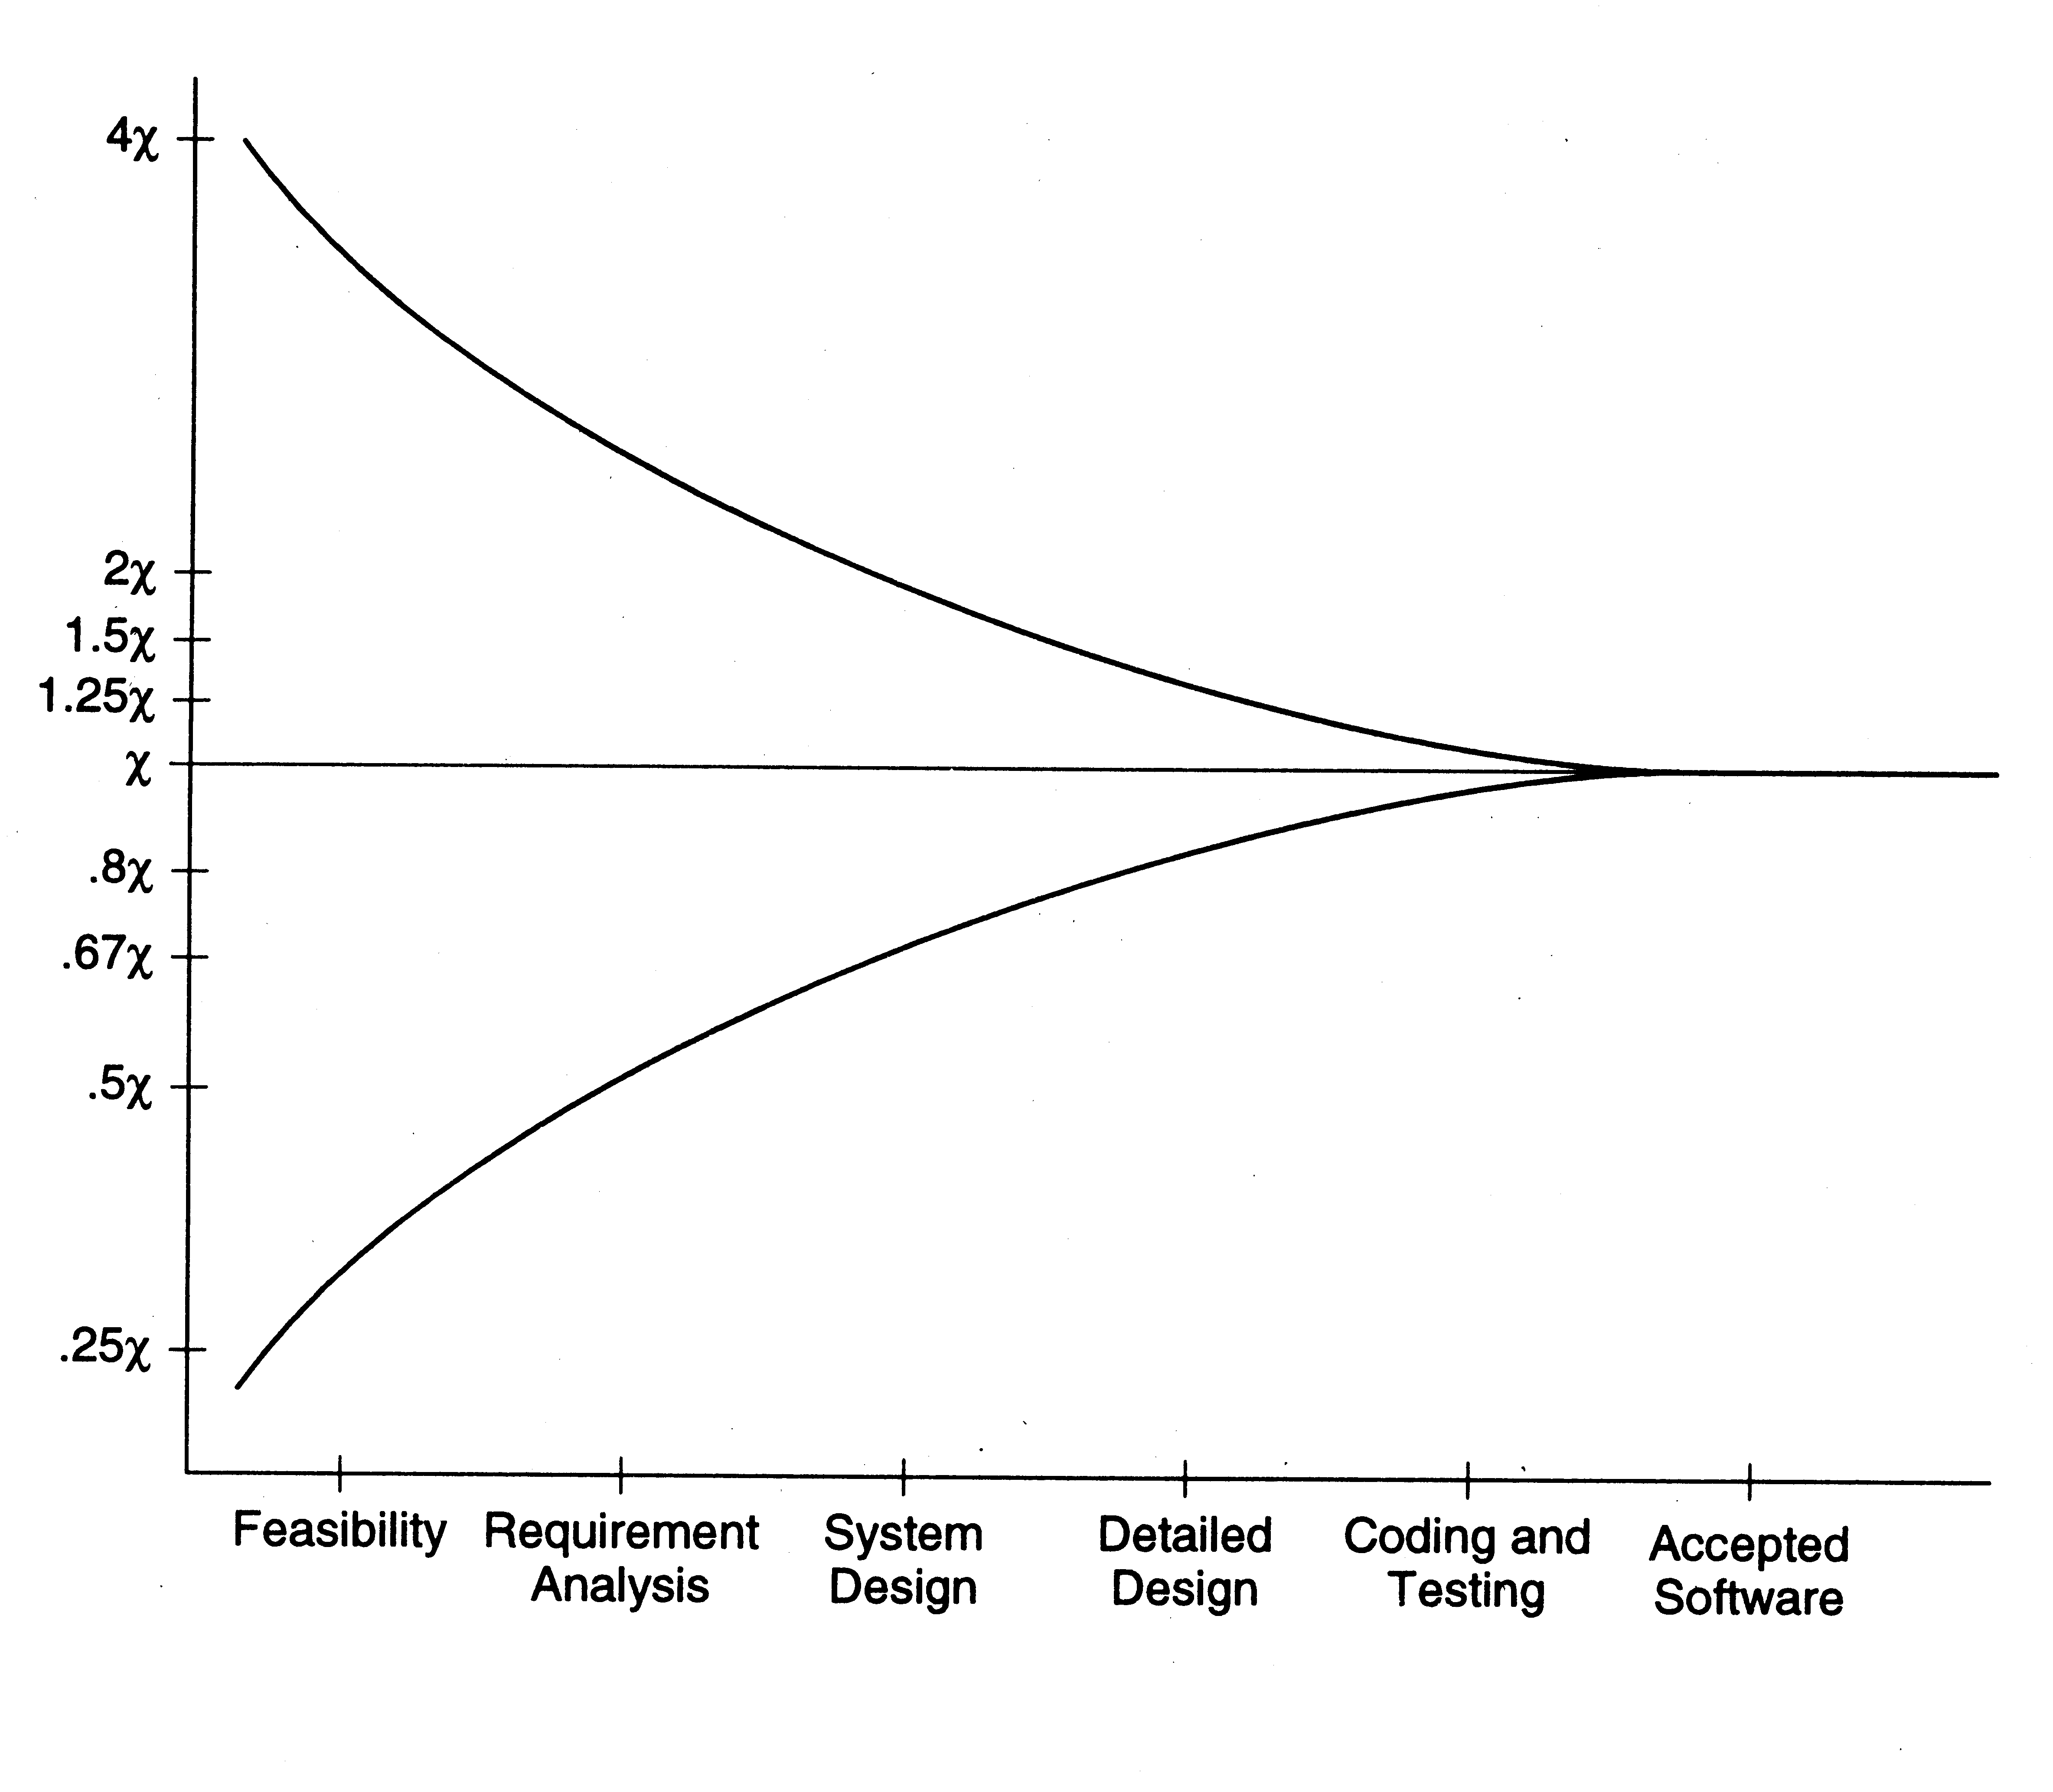 4χ
2χ
1.5χ
1.25χ
χ
.8χ
.67χ
.5χ
.25χ
Feasibility
Requirement
Analysis
System
Design
Detailed
Design
Coding and
Testing
Accepted
Software